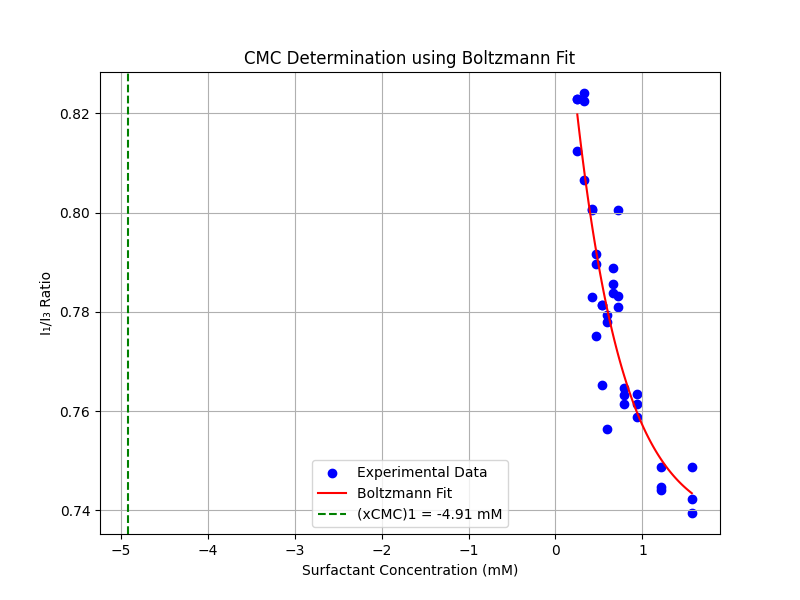 CMC Determination using Boltzmann Fit
I₁/I₃ Ratio
0.82
0.80
0.78
0.76
0.74
Experimental Data
Boltzmann Fit
(xCMC)1 = -4.91 mM
−5 −4 −3 −2 −1 0 1
Surfactant Concentration (mM)